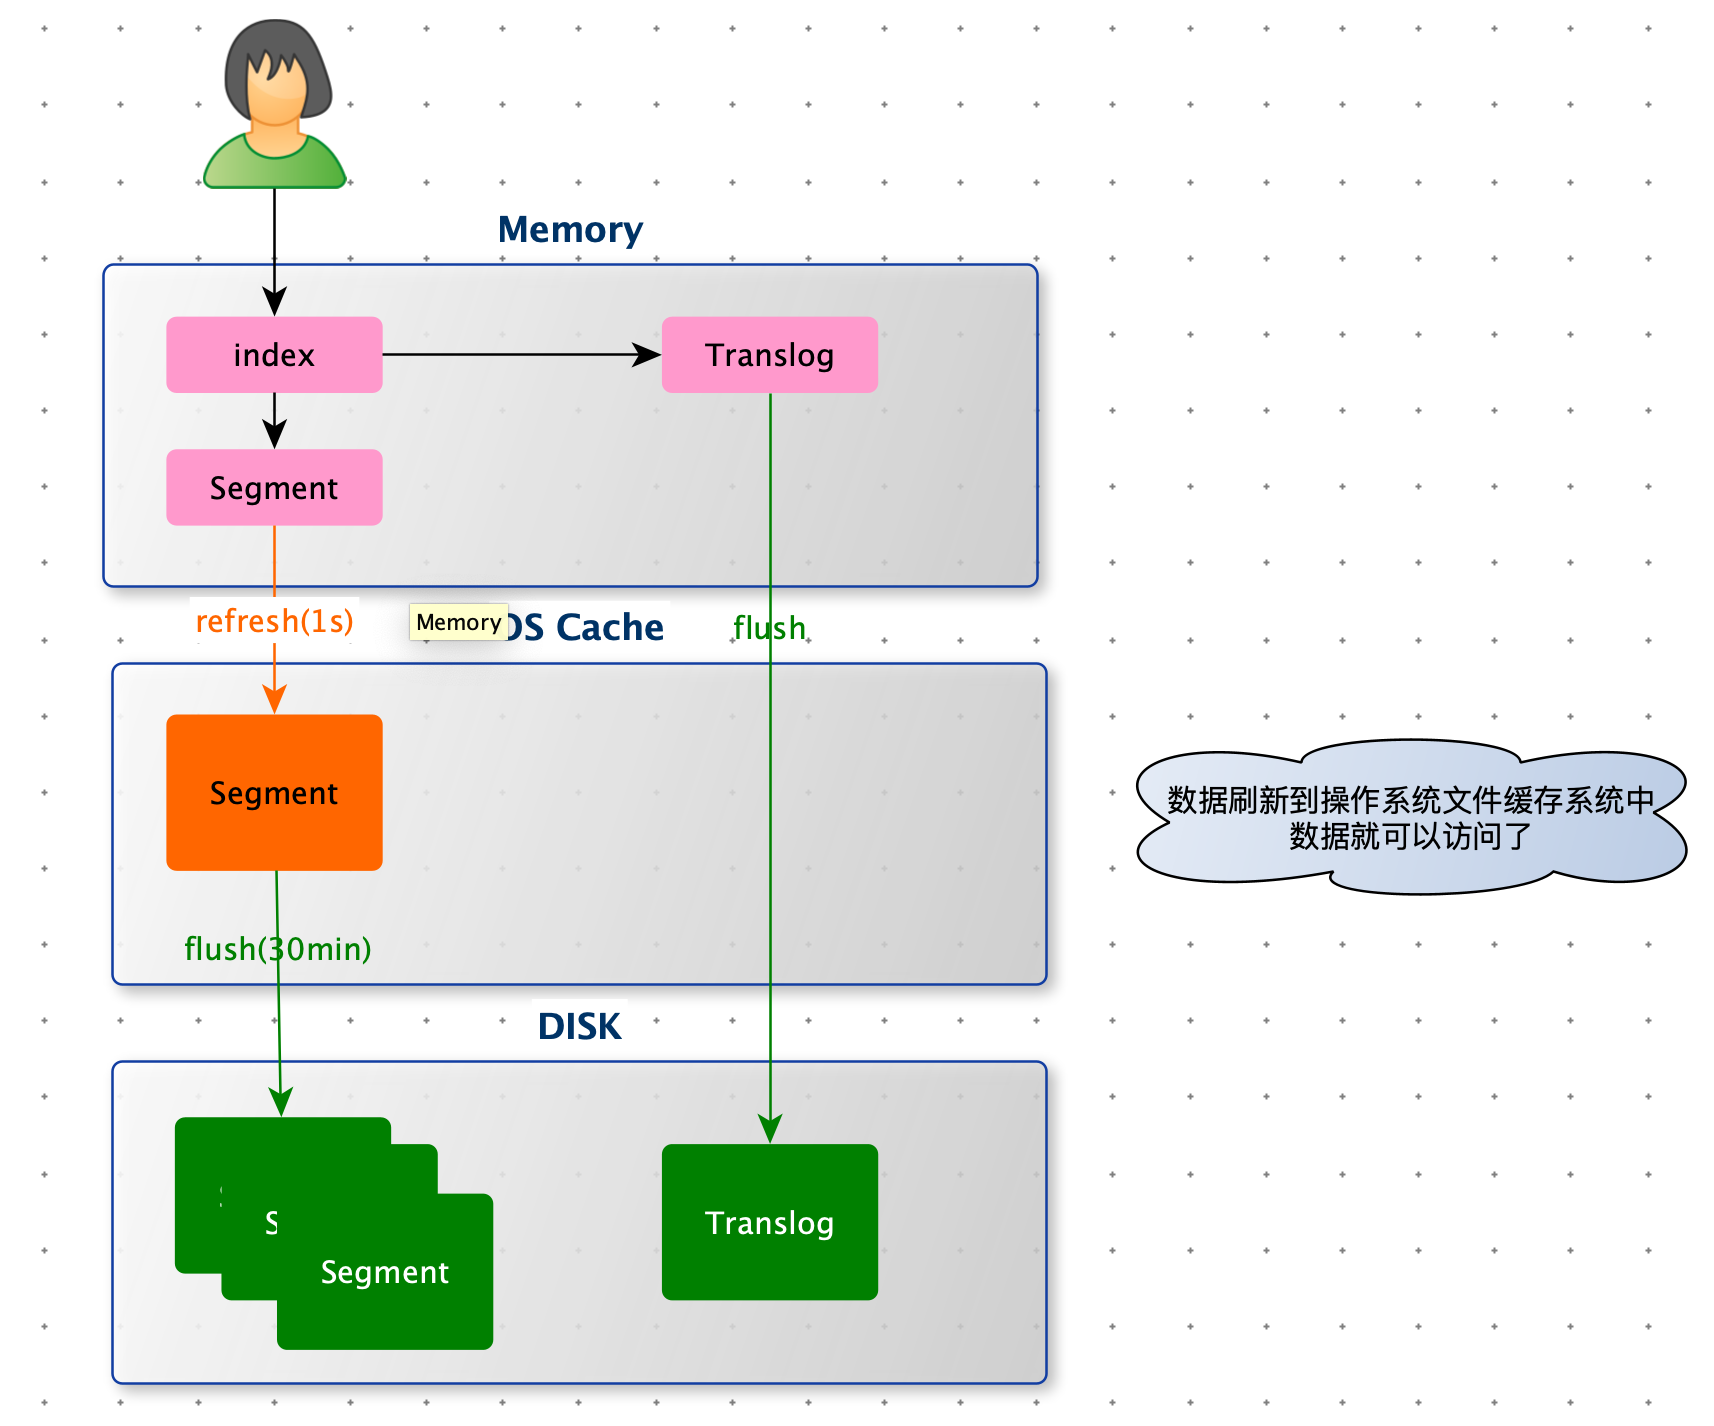 Memory
index
Translog
Segment
refresh(1s)
Memory
OS Cache
flush
Segment
数据刷新到操作系统文件缓存系统中
数据就可以访问了
flush(30min)
DISK
S
Translog
Segment